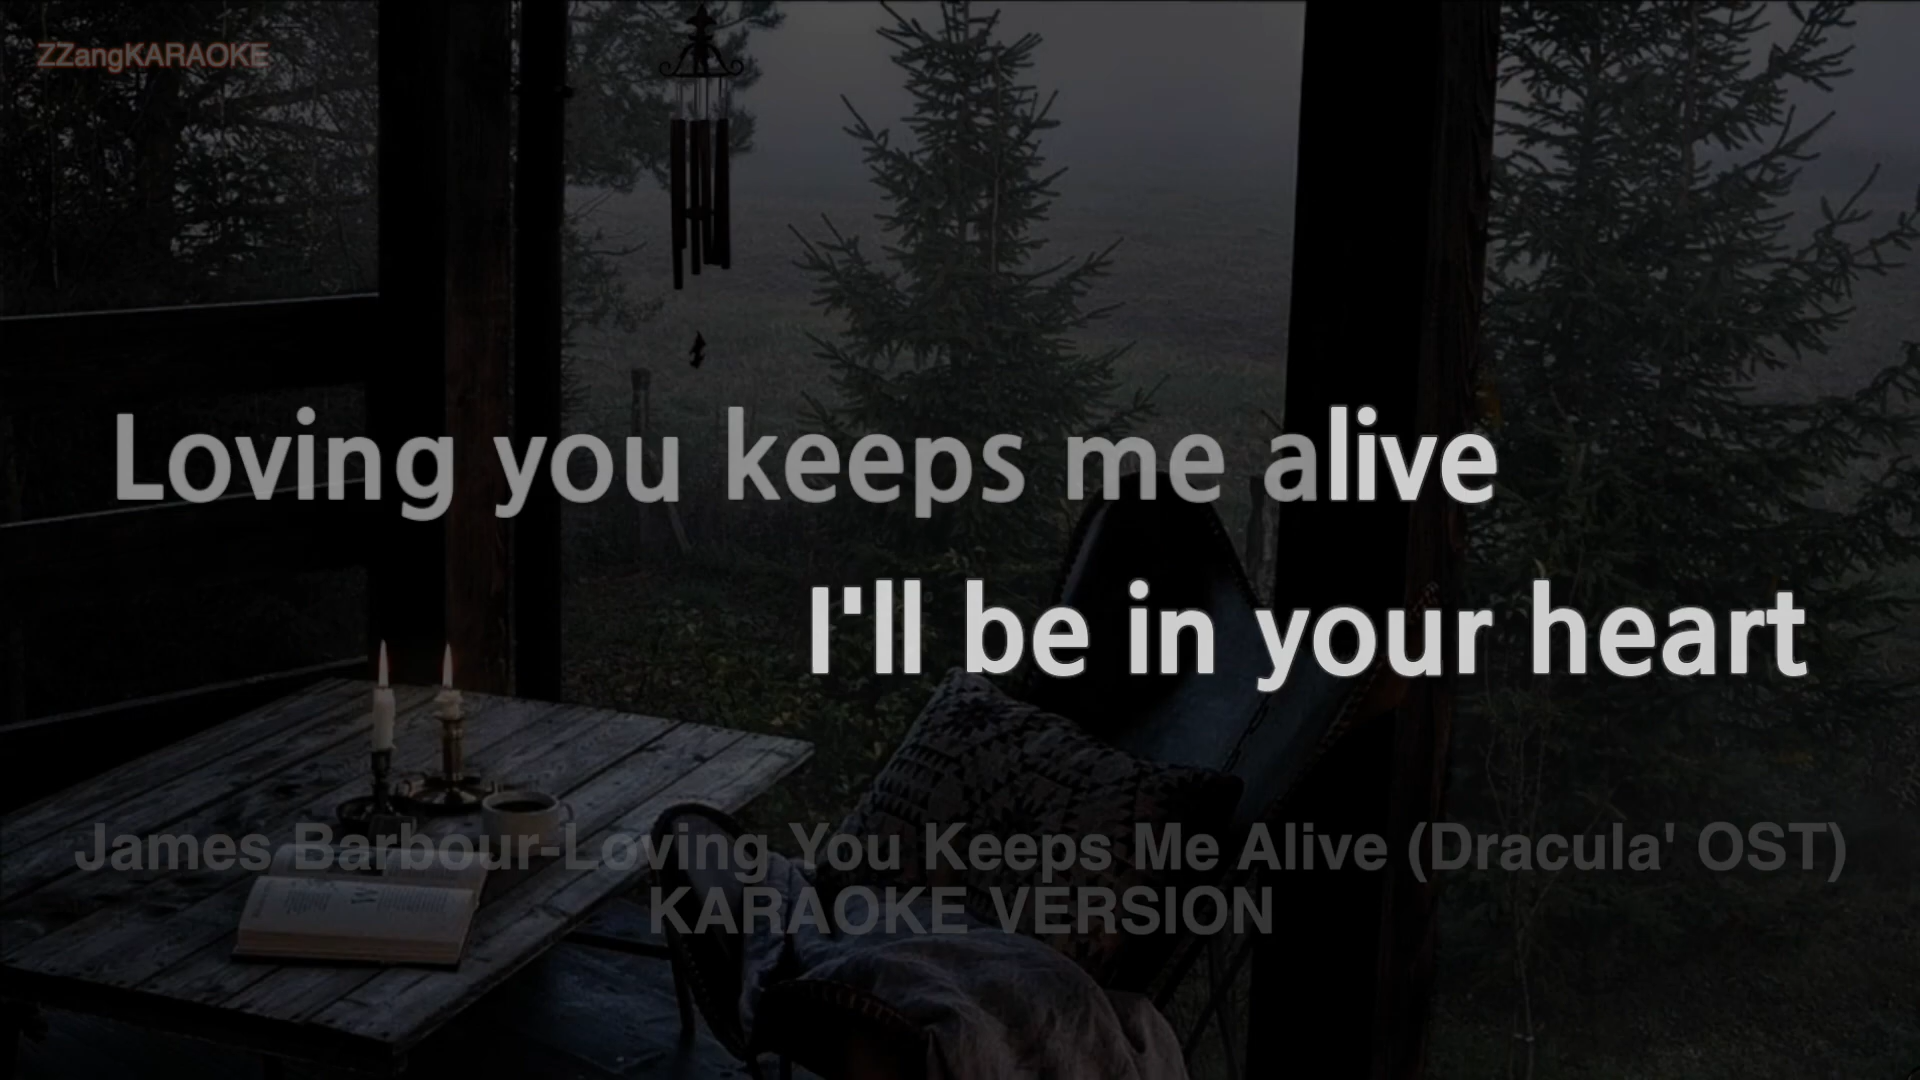 ZZangKARAOKE
Loving you keeps me alive
I'll be in your heart
James Barbour-Loving You Keeps Me Alive (Dracula' OST)
KARAOKE VERSION
W